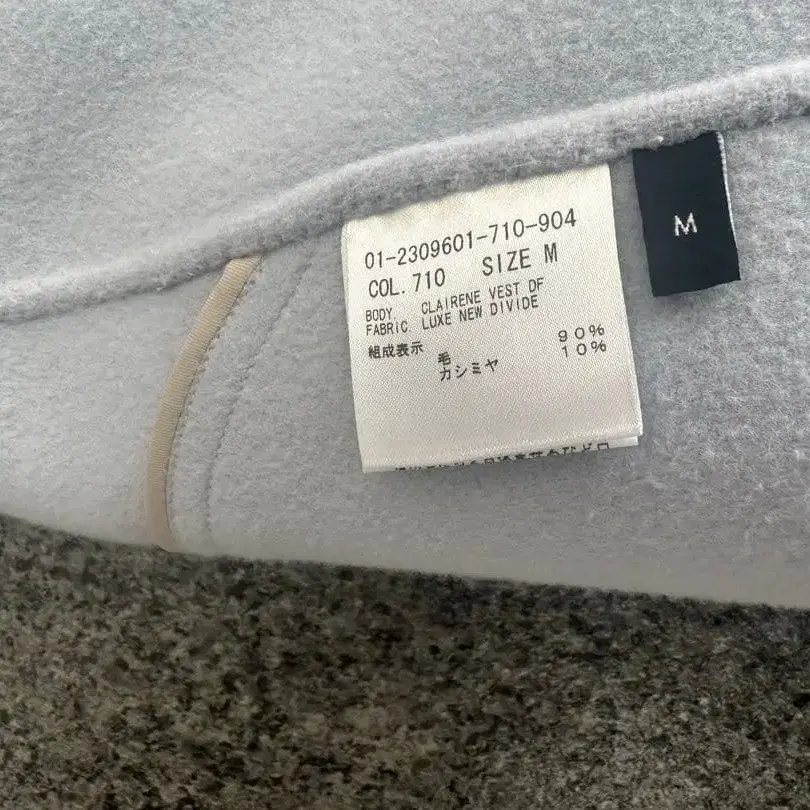 01-2309601-710-904
COL. 710 SIZE M
BODY. CLAIRENE VEST DF
FABRIC LUXE NEW DIVIDE
組成表示
毛 90%
カシミヤ 10%
M